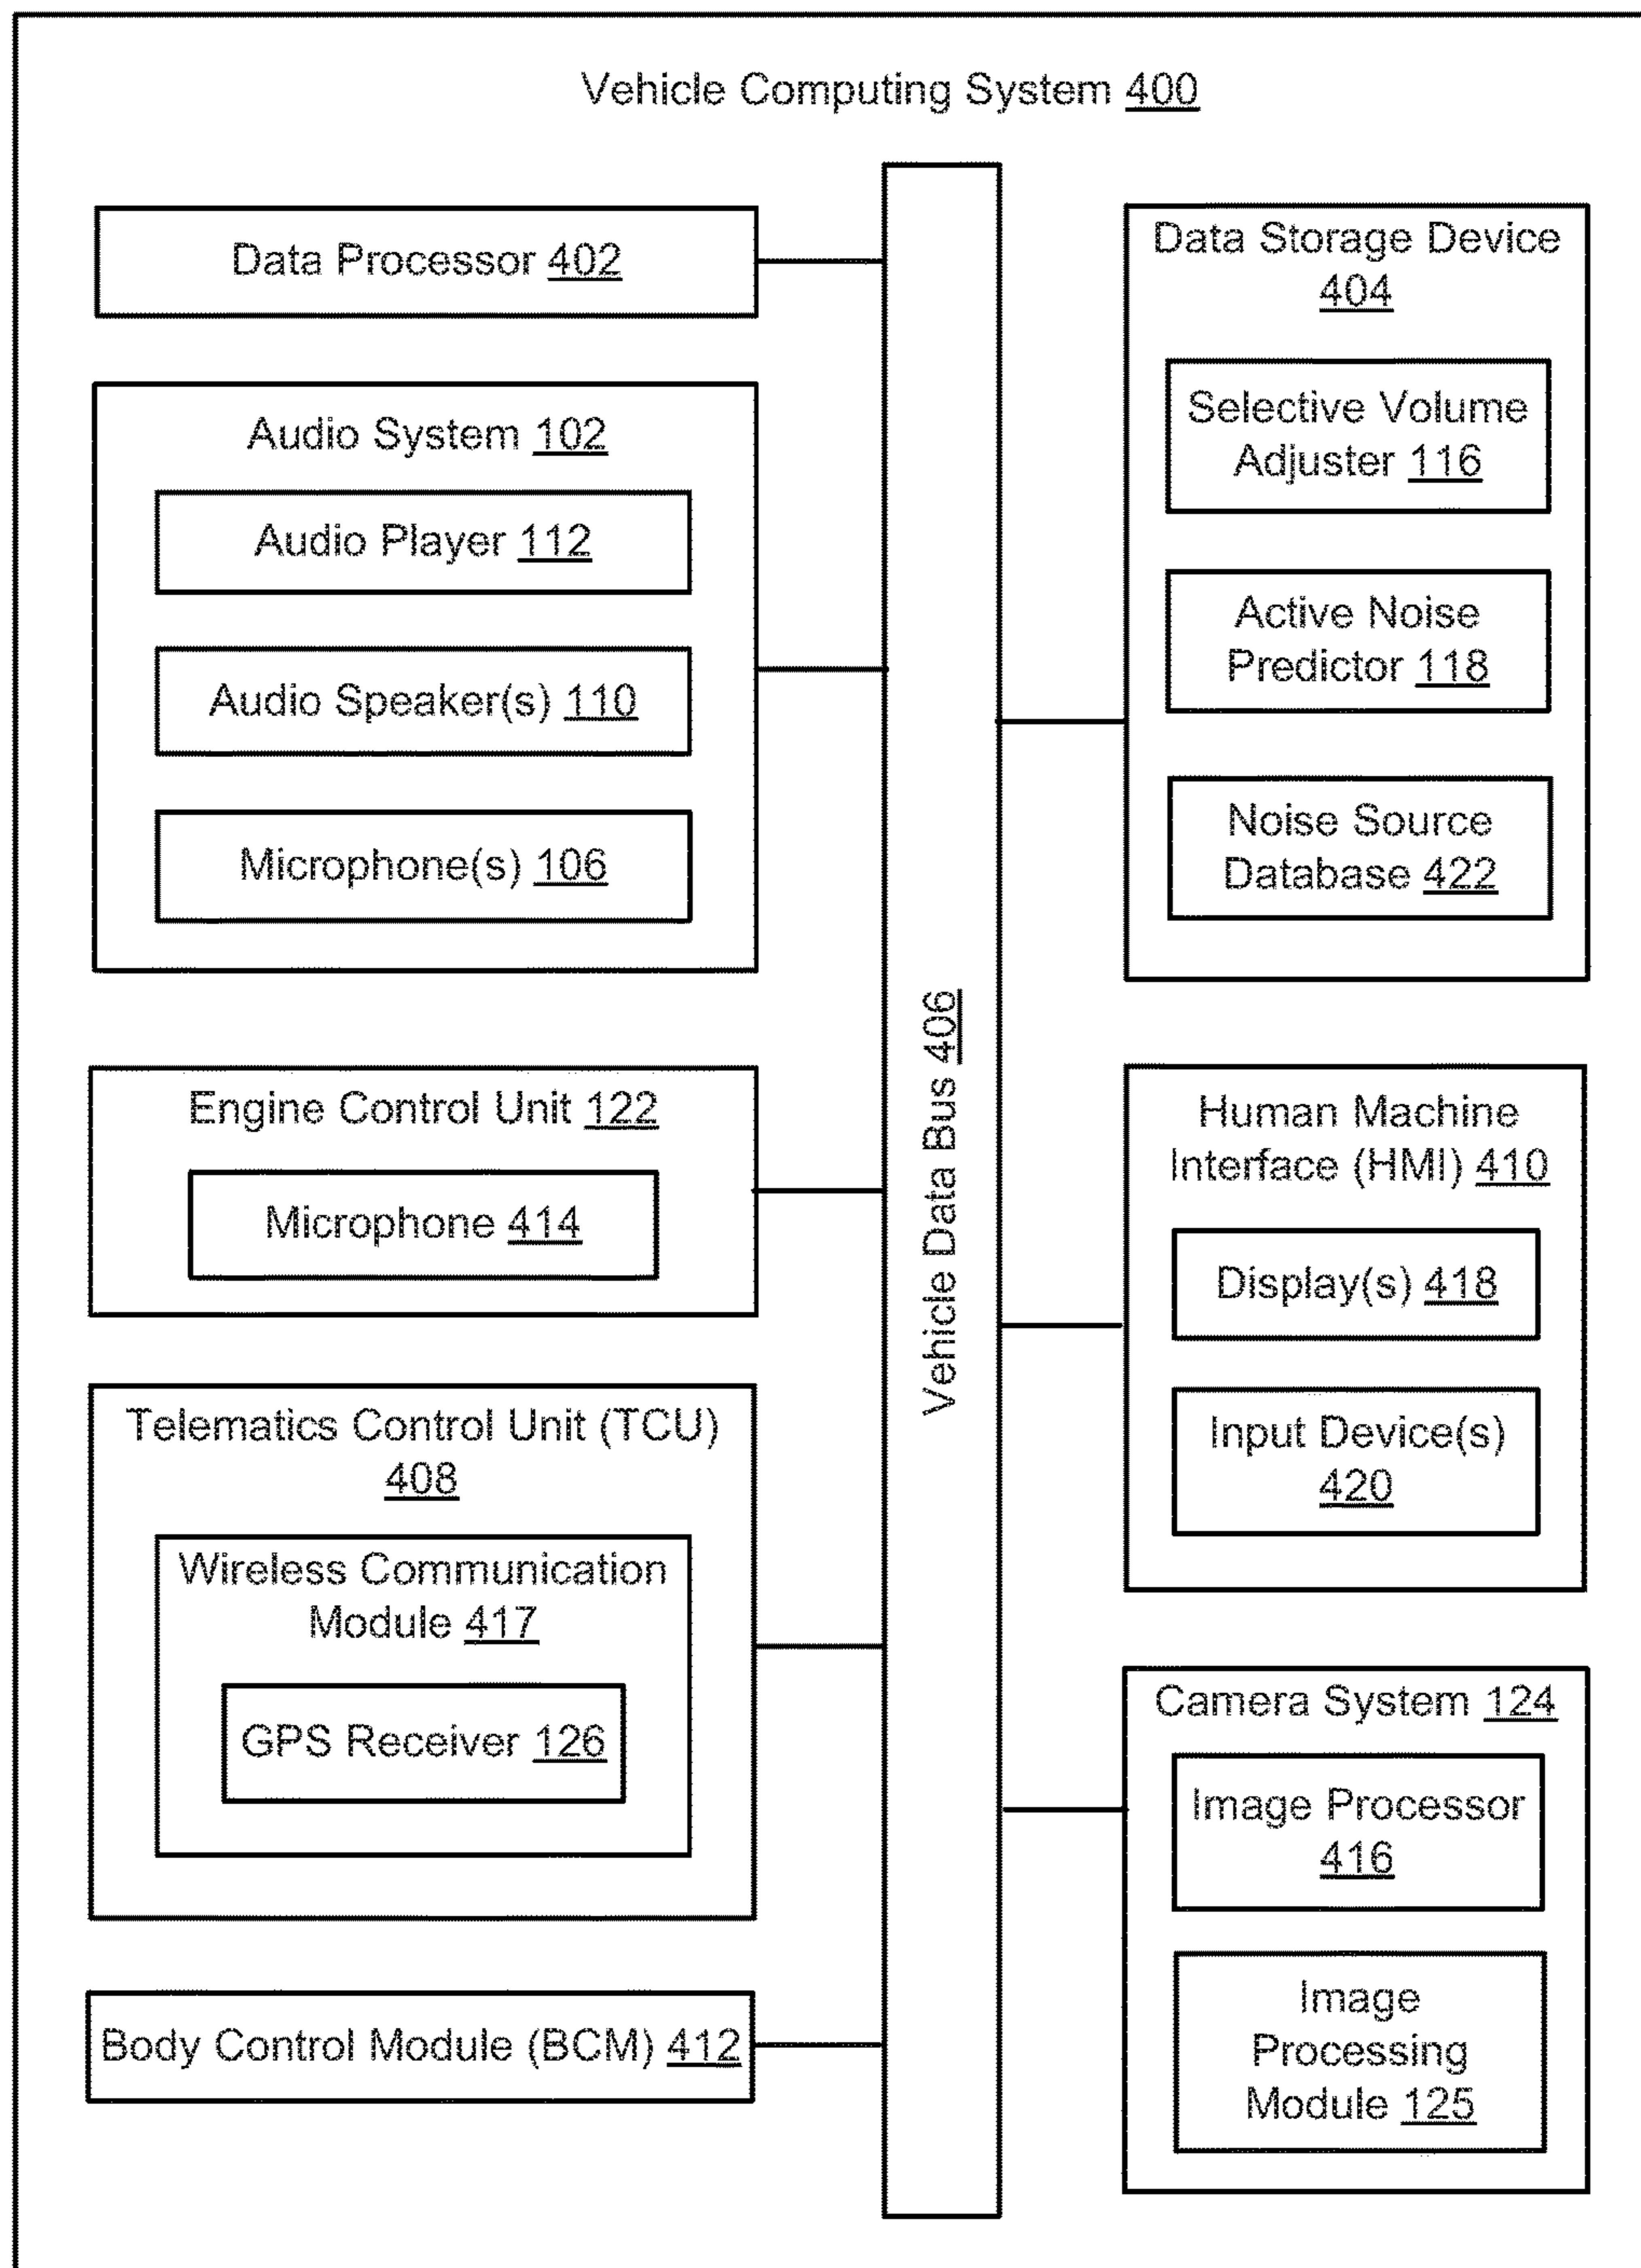 Vehicle Computing System 400
Data Processor 402
Audio System 102
Audio Player 112
Audio Speaker(s) 110
Microphone(s) 106
Engine Control Unit 122
Microphone 414
Telematics Control Unit (TCU)
408
Wireless Communication
Module 417
GPS Receiver 126
Body Control Module (BCM) 412
Vehicle Data Bus 406
Data Storage Device
404
Selective Volume
Adjuster 116
Active Noise
Predictor 118
Noise Source
Database 422
Human Machine
Interface (HMI) 410
Display(s) 418
Input Device(s)
420
Camera System 124
Image Processor
416
Image
Processing
Module 125